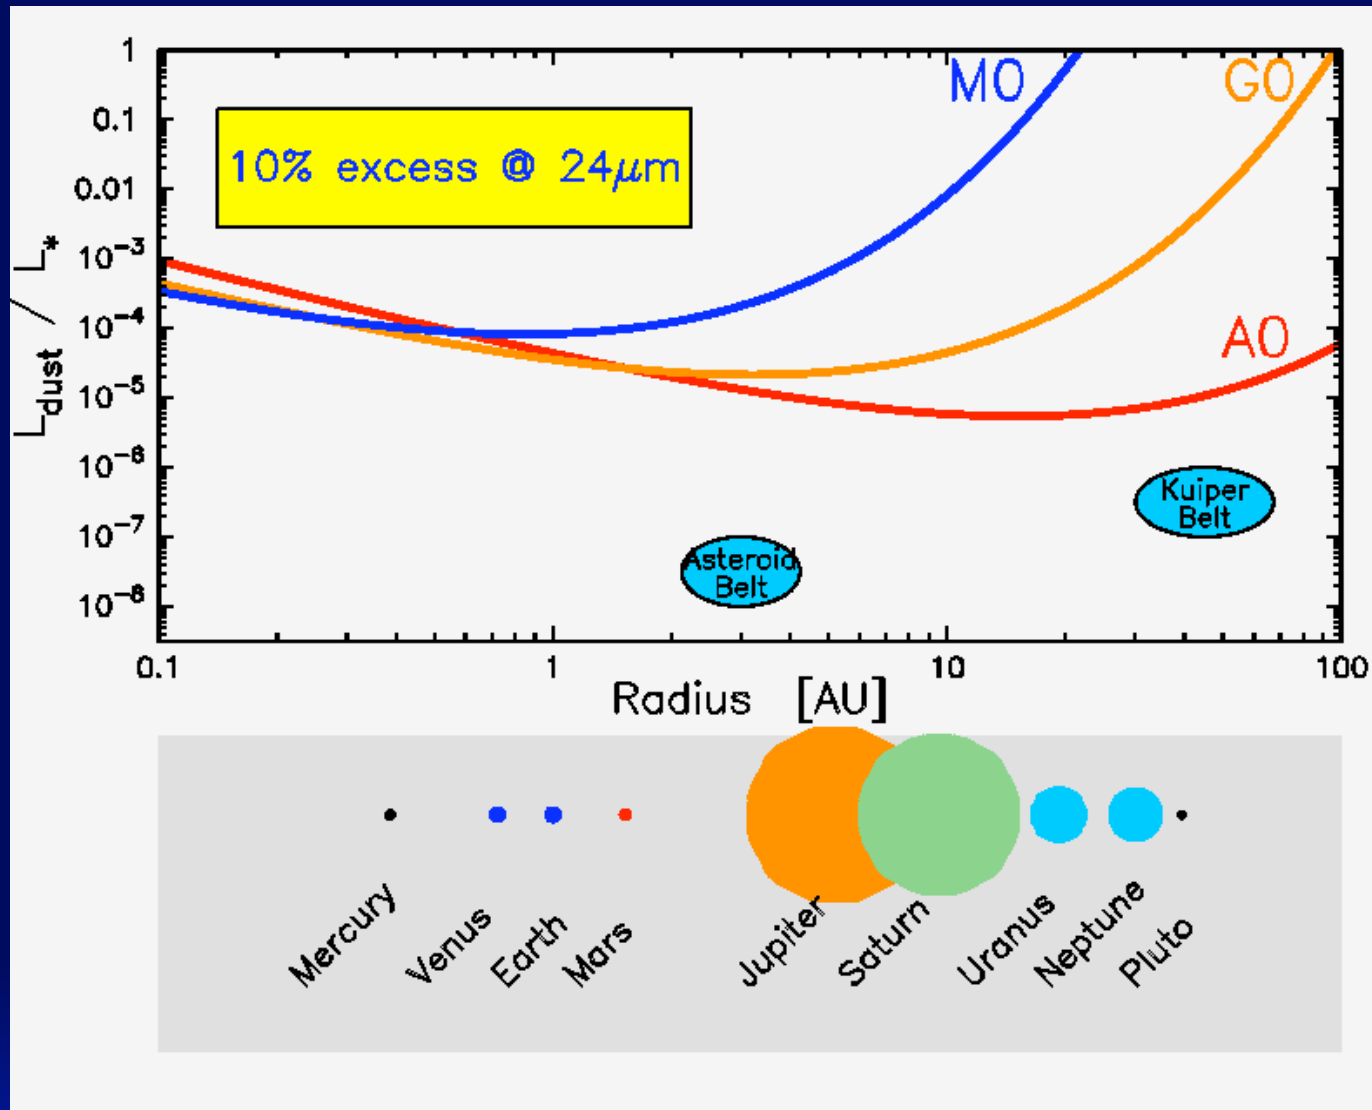 1
0.1
0.01
10⁻³
10⁻⁴
10⁻⁵
10⁻⁶
10⁻⁷
10⁻⁸
L_dust / L_*
10% excess @ 24μm
M0
G0
A0
Asteroid
Belt
Kuiper
Belt
0.1 1 10 100
Radius [AU]
Mercury
Venus
Earth
Mars
Jupiter
Saturn
Uranus
Neptune
Pluto